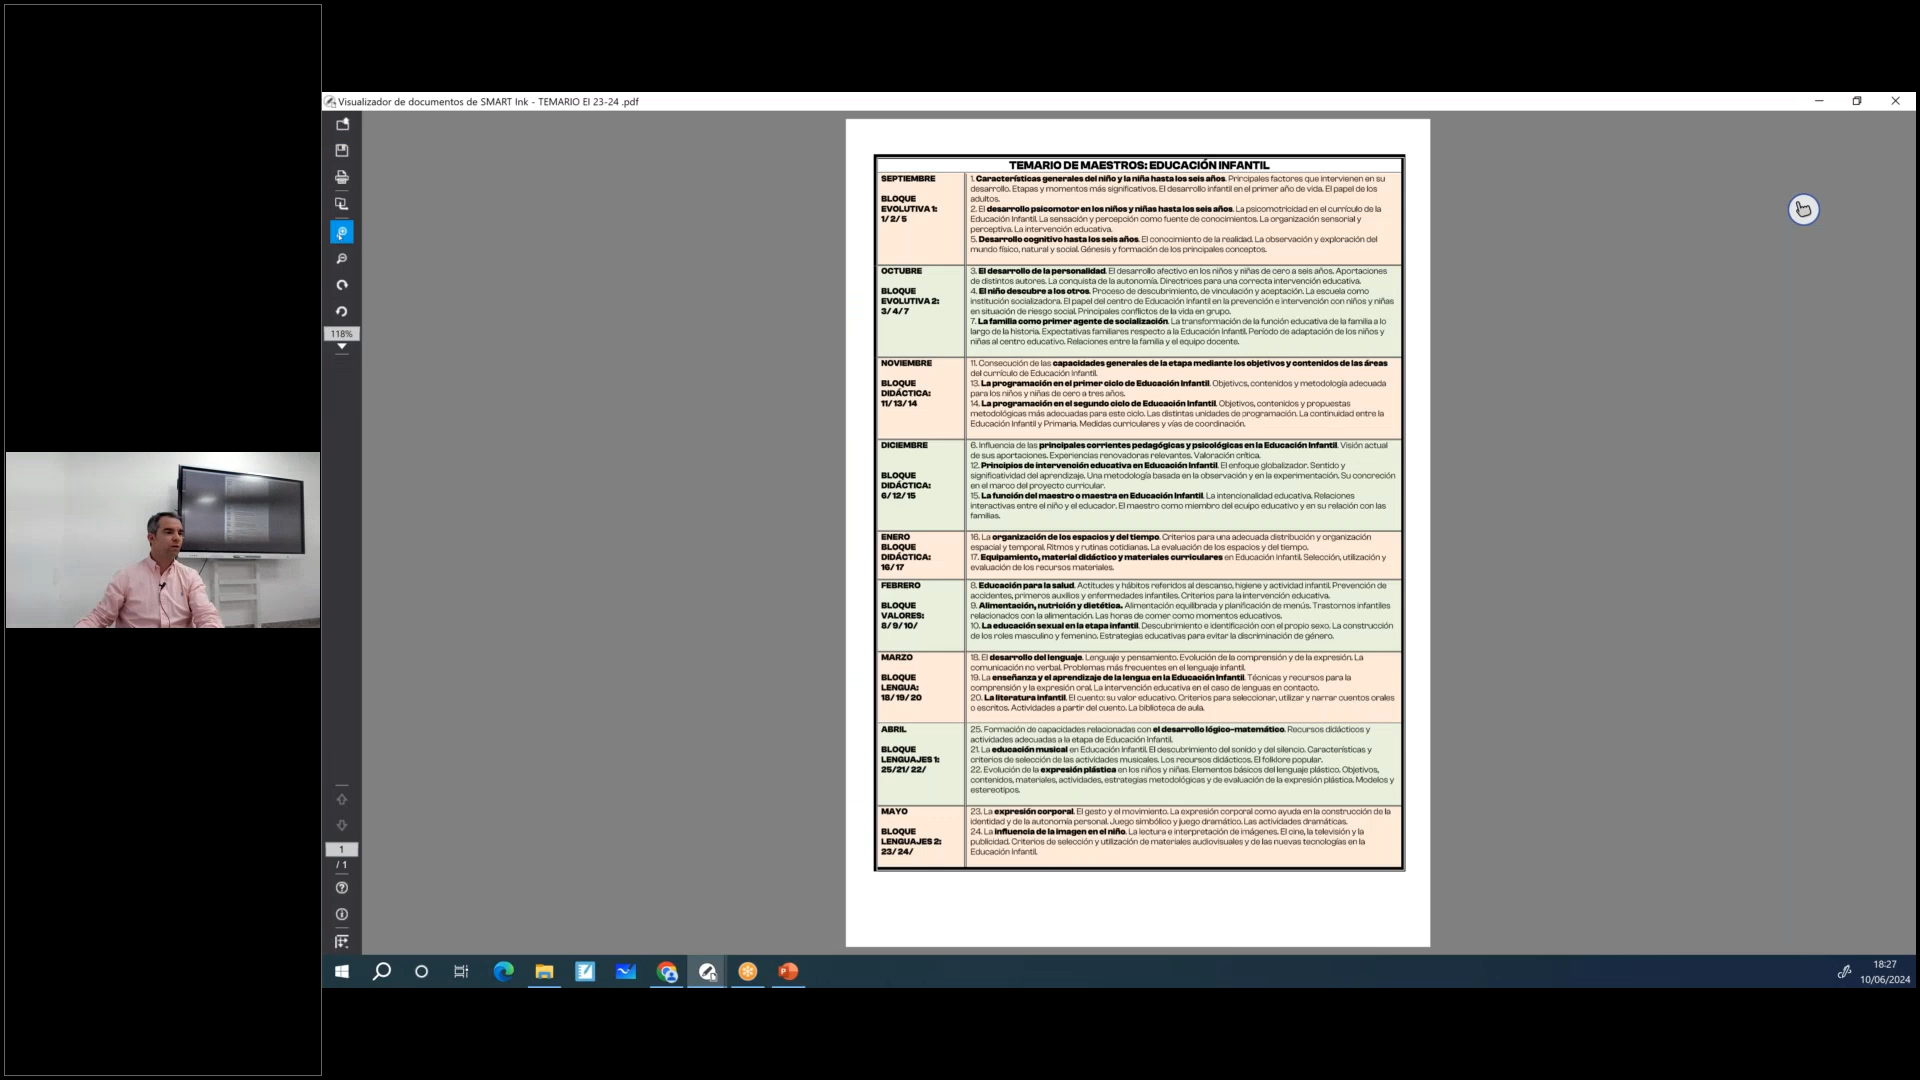 Visualizador de documentos de SMART Ink - TEMARIO EI 23-24 .pdf
118%
1
/ 1
TEMARIO DE MAESTROS: EDUCACIÓN INFANTIL
SEPTIEMBRE
BLOQUE
EVOLUTIVA 1:
1/ 2/ 5
1. Características generales del niño y la niña hasta los seis años. Principales factores que intervienen en su
desarrollo. Etapas y momentos más significativos. El desarrollo infantil en el primer año de vida. El papel de los
adultos.
2. El desarrollo psicomotor en los niños y niñas hasta los seis años. La psicomotricidad en el currículo de la
Educación Infantil. La sensación y percepción como fuente de conocimientos. La organización sensorial y
perceptiva. La intervención educativa.
5. Desarrollo cognitivo hasta los seis años. El conocimiento de la realidad. La observación y exploración del
mundo físico, natural y social. Génesis y formación de los principales conceptos.
OCTUBRE
BLOQUE
EVOLUTIVA 2:
3/ 4/ 7
3. El desarrollo de la personalidad. El desarrollo afectivo en los niños y niñas de cero a seis años. Aportaciones
de distintos autores. La conquista de la autonomía. Directrices para una correcta intervención educativa.
4. El niño descubre a los otros. Proceso de descubrimiento, de vinculación y aceptación. La escuela como
institución socializadora. El papel del centro de Educación Infantil en la prevención e intervención con niños y niñas
en situación de riesgo social. Principales conflictos de la vida en grupo.
7. La familia como primer agente de socialización. La transformación de la función educativa de la familia a lo
largo de la historia. Expectativas familiares respecto a la Educación Infantil. Período de adaptación de los niños y
niñas al centro educativo. Relaciones entre la familia y el equipo docente.
NOVIEMBRE
BLOQUE
DIDÁCTICA:
11/ 13/ 14
11. Consecución de las capacidades generales de la etapa mediante los objetivos y contenidos de las áreas
del currículo de Educación Infantil.
13. La programación en el primer ciclo de Educación Infantil. Objetivos, contenidos y metodología adecuada
para los niños y niñas de cero a tres años.
14. La programación en el segundo ciclo de Educación Infantil. Objetivos, contenidos y propuestas
metodológicas más adecuadas para este ciclo. Las distintas unidades de programación. La continuidad entre la
Educación Infantil y Primaria. Medidas curriculares y vías de coordinación.
DICIEMBRE
BLOQUE
DIDÁCTICA:
6/ 12/ 15
6. Influencia de las principales corrientes pedagógicas y psicológicas en la Educación Infantil. Visión actual
de sus aportaciones. Experiencias renovadoras relevantes. Valoración crítica.
12. Principios de intervención educativa en Educación Infantil. El enfoque globalizador. Sentido y
significatividad del aprendizaje. Una metodología basada en la observación y en la experimentación. Su concreción
en el marco del proyecto curricular.
15. La función del maestro o maestra en Educación Infantil. La intencionalidad educativa. Relaciones
interactivas entre el niño y el educador. El maestro como miembro del equipo educativo y en su relación con las
familias.
ENERO
BLOQUE
DIDÁCTICA:
16/ 17
16. La organización de los espacios y del tiempo. Criterios para una adecuada distribución y organización
espacial y temporal. Ritmos y rutinas cotidianas. La evaluación de los espacios y del tiempo.
17. Equipamiento, material didáctico y materiales curriculares en Educación Infantil. Selección, utilización y
evaluación de los recursos materiales.
FEBRERO
BLOQUE
VALORES:
8/ 9/ 10/
8. Educación para la salud. Actitudes y hábitos referidos al descanso, higiene y actividad infantil. Prevención de
accidentes, primeros auxilios y enfermedades infantiles. Criterios para la intervención educativa.
9. Alimentación, nutrición y dietética. Alimentación equilibrada y planificación de menús. Trastornos infantiles
relacionados con la alimentación. Las horas de comer como momentos educativos.
10. La educación sexual en la etapa infantil. Descubrimiento e identificación con el propio sexo. La construcción
de los roles masculino y femenino. Estrategias educativas para evitar la discriminación de género.
MARZO
BLOQUE
LENGUA:
18/ 19/ 20
18. El desarrollo del lenguaje. Lenguaje y pensamiento. Evolución de la comprensión y de la expresión. La
comunicación no verbal. Problemas más frecuentes en el lenguaje infantil.
19. La enseñanza y el aprendizaje de la lengua en la Educación Infantil. Técnicas y recursos para la
comprensión y la expresión oral. La intervención educativa en el caso de lenguas en contacto.
20. La literatura infantil. El cuento: su valor educativo. Criterios para seleccionar, utilizar y narrar cuentos orales
o escritos. Actividades a partir del cuento. La biblioteca de aula.
ABRIL
BLOQUE
LENGUAJES 1:
25/21/ 22/
25. Formación de capacidades relacionadas con el desarrollo lógico-matemático. Recursos didácticos y
actividades adecuadas a la etapa de Educación Infantil.
21. La educación musical en Educación Infantil. El descubrimiento del sonido y del silencio. Características y
criterios de selección de las actividades musicales. Los recursos didácticos. El folklore popular.
22. Evolución de la expresión plástica en los niños y niñas. Elementos básicos del lenguaje plástico. Objetivos,
contenidos, materiales, actividades, estrategias metodológicas y de evaluación de la expresión plástica. Modelos y
estereotipos.
MAYO
BLOQUE
LENGUAJES 2:
23/ 24/
23. La expresión corporal. El gesto y el movimiento. La expresión corporal como ayuda en la construcción de la
identidad y de la autonomía personal. Juego simbólico y juego dramático. Las actividades dramáticas.
24. La influencia de la imagen en el niño. La lectura e interpretación de imágenes. El cine, la televisión y la
publicidad. Criterios de selección y utilización de materiales audiovisuales y de las nuevas tecnologías en la
Educación Infantil.
18:27
10/06/2024